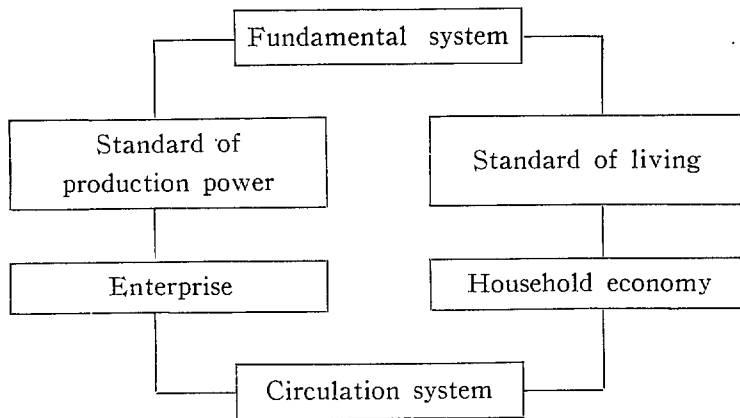 Fundamental system
Standard of
production power
Standard of living
Enterprise
Household economy
Circulation system